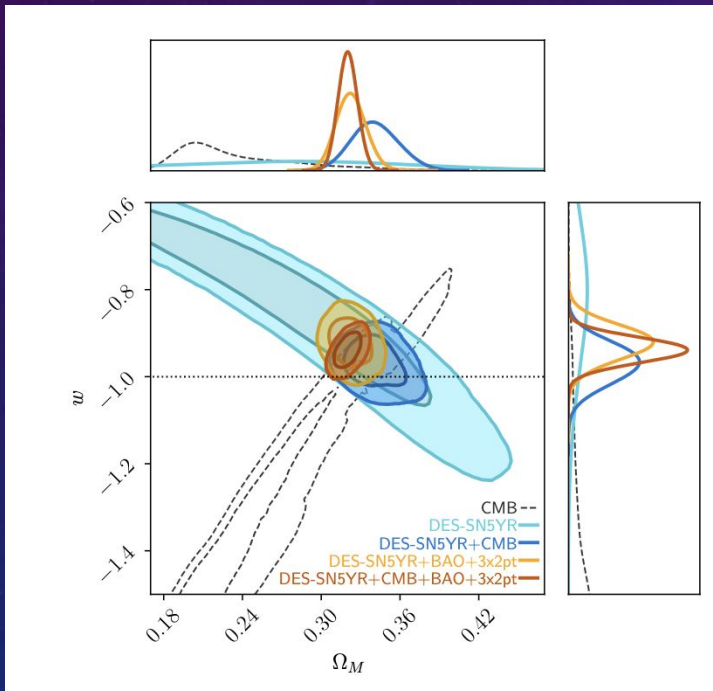 −0.6
−0.8
−1.0
−1.2
−1.4
w
CMB
DES-SN5YR
DES-SN5YR+CMB
DES-SN5YR+BAO+3x2pt
DES-SN5YR+CMB+BAO+3x2pt
0.18
0.24
0.30
0.36
0.42
Ω_M